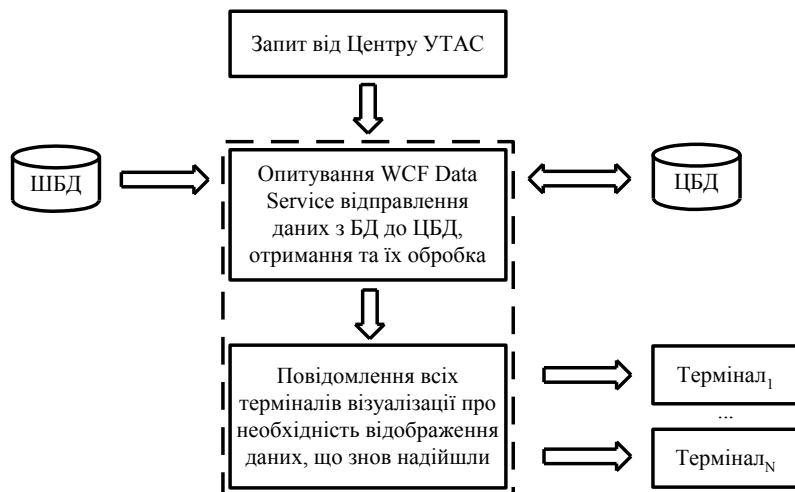 Запит від Центру УТАС
ШБД
Опитування WCF Data
Service відправлення
даних з БД до ЦБД,
отримання та їх обробка
ЦБД
Повідомлення всіх
терміналів візуалізації про
необхідність відображення
даних, що знов надійшли
Термінал1
...
ТерміналN